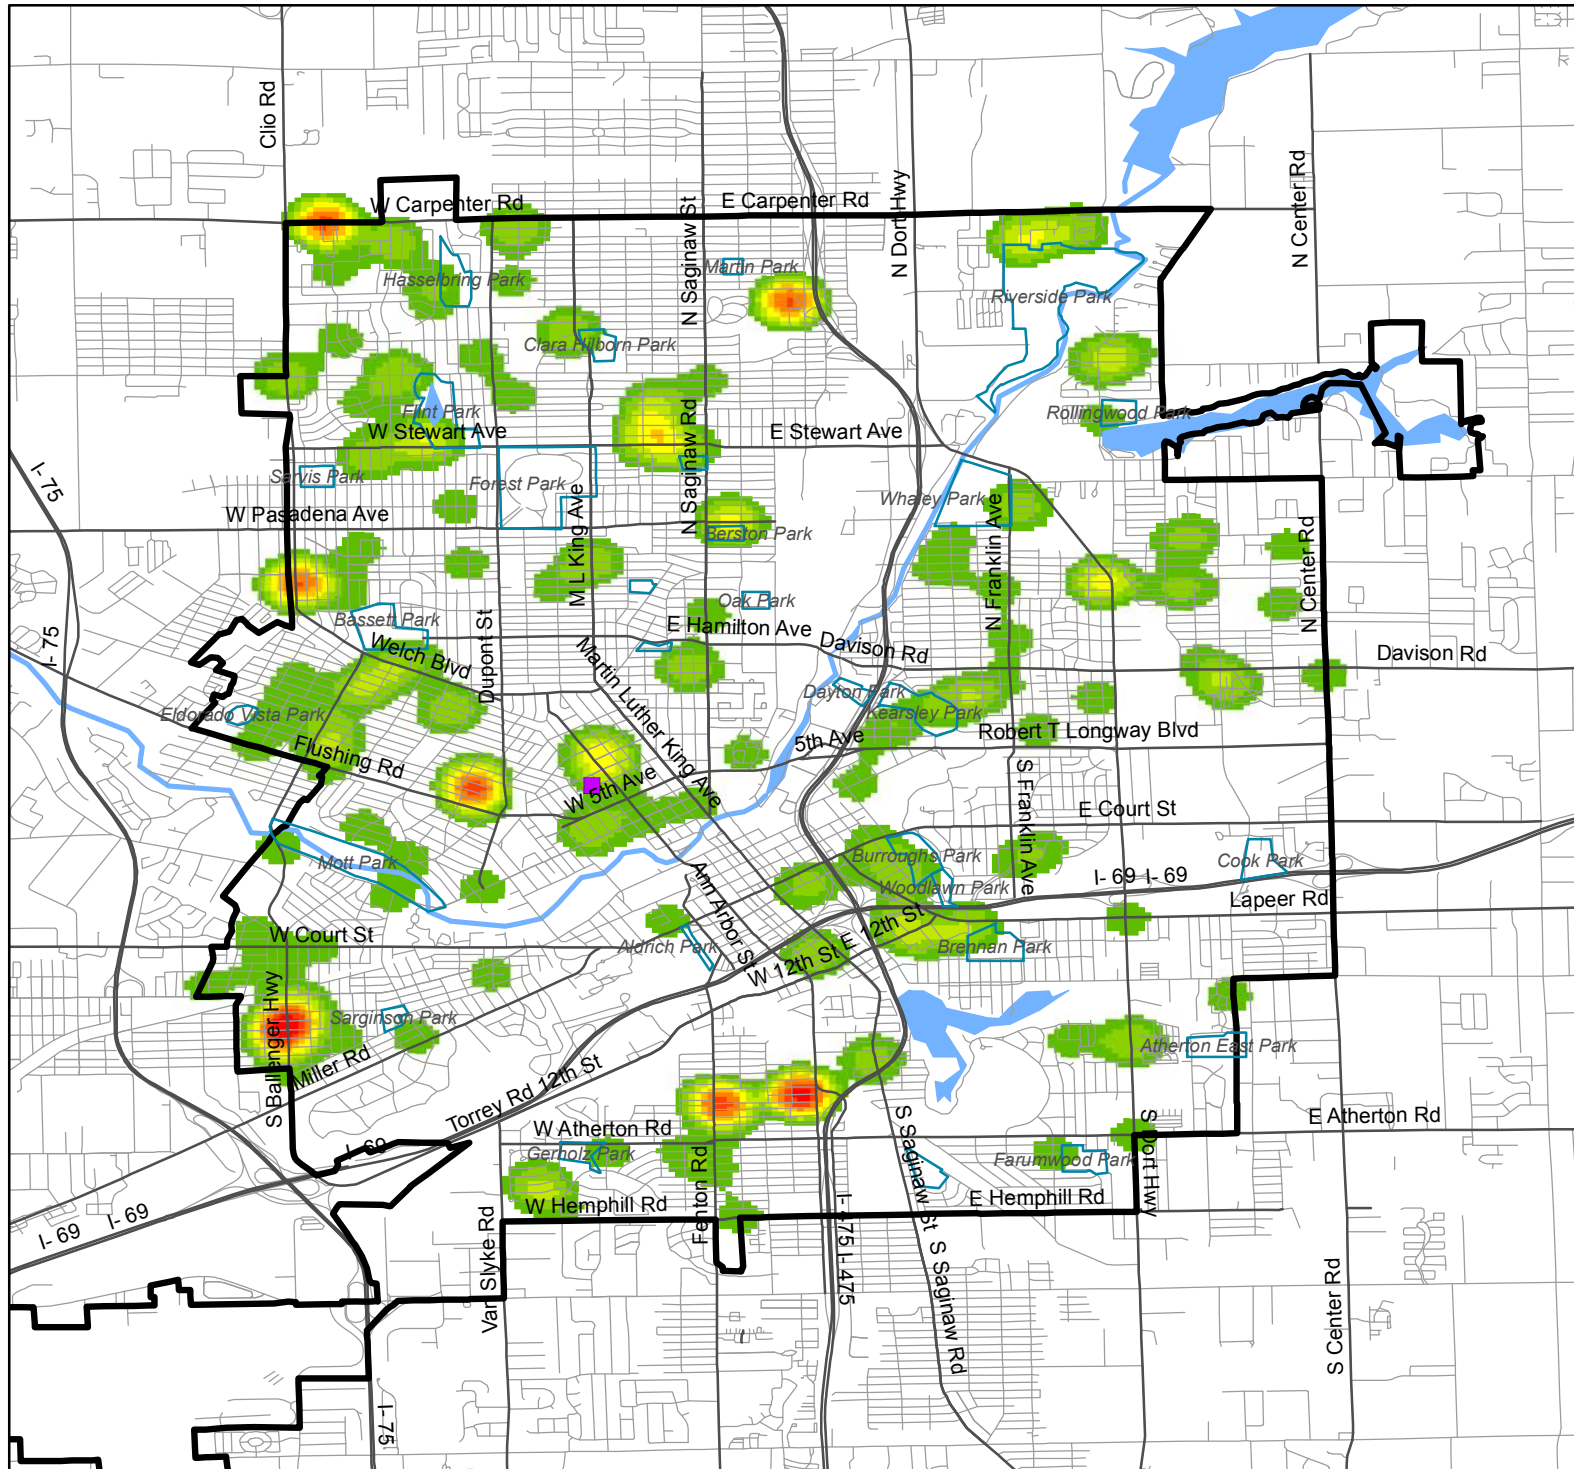 Clio Rd
W Carpenter Rd
E Carpenter Rd
N Saginaw St
N Dort Hwy
N Center Rd
Martin Park
Hasselbring Park
Riverside Park
Clara Hilborn Park
Flint Park
Rollingwood Park
W Stewart Ave
E Stewart Ave
I- 75
Sarvis Park
Forest Park
N Saginaw Rd
Whaley Park
W Pasadena Ave
M L King Ave
Berston Park
N Franklin Ave
N Center Rd
Oak Park
Bassett Park
E Hamilton Ave
I- 75
Welch Blvd
Dupont St
Martin Luther King Ave
Davison Rd
Davison Rd
Dayton Park
Kearsley Park
Eldorado Vista Park
Flushing Rd
5th Ave
Robert T Longway Blvd
W 5th Ave
S Franklin Ave
E Court St
Mott Park
Burroughs Park
Cook Park
Woodlawn Park
I- 69 I- 69
Lapeer Rd
Ann Arbor St
W Court St
Aldrich Park
W 12th St
E 12th St
Brennan Park
S Ballenger Hwy
Sarginson Park
Miller Rd
Atherton East Park
Torrey Rd
12th St
W Atherton Rd
E Atherton Rd
I- 69
Gerholz Park
Fenton Rd
S Saginaw St
Farumwood Park
S Dort Hwy
W Hemphill Rd
E Hemphill Rd
I- 69
I- 69
Van Slyke Rd
I- 475
I- 475
S Saginaw Rd
S Center Rd
I- 75